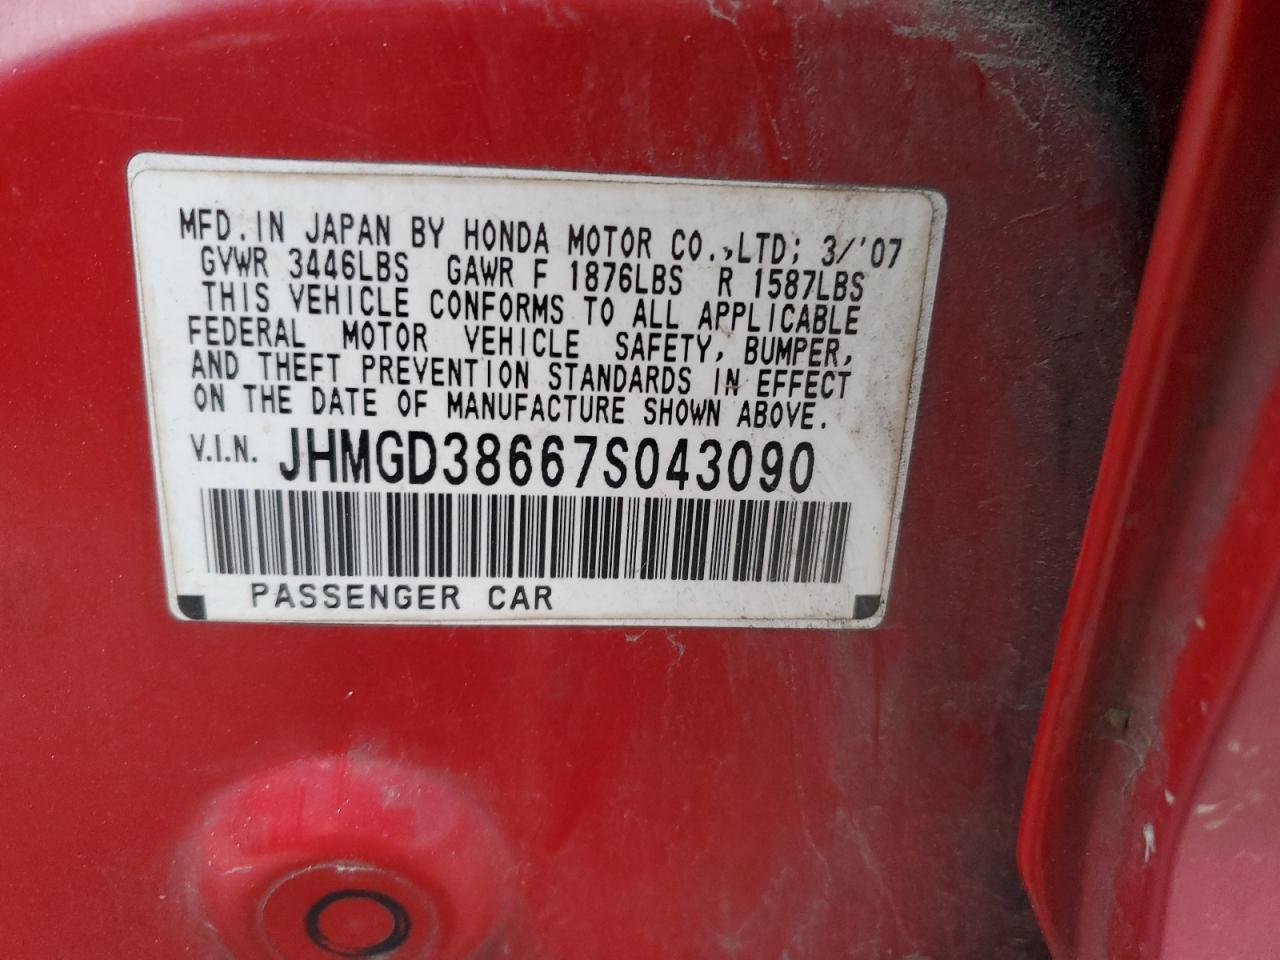 MFD. IN JAPAN BY HONDA MOTOR CO.,LTD; 3/'07
GVWR 3446LBS GAWR F 1876LBS R 1587LBS
THIS VEHICLE CONFORMS TO ALL APPLICABLE
FEDERAL MOTOR VEHICLE SAFETY, BUMPER,
AND THEFT PREVENTION STANDARDS IN EFFECT
ON THE DATE OF MANUFACTURE SHOWN ABOVE.
V.I.N. JHMGD38667S043090
PASSENGER CAR